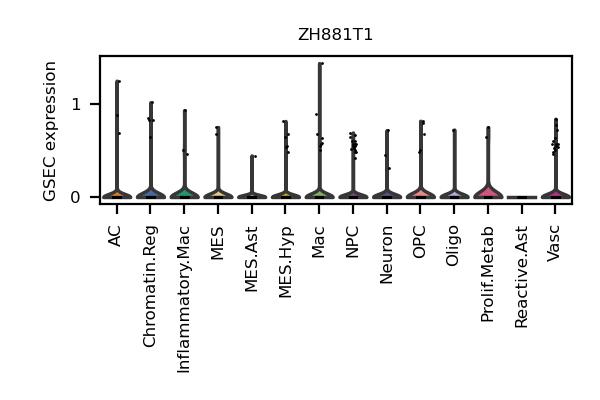 ZH881T1
GSEC expression
1
0
AC
Chromatin.Reg
Inflammatory.Mac
MES
MES.Ast
MES.Hyp
Mac
NPC
Neuron
OPC
Oligo
Prolif.Metab
Reactive.Ast
Vasc